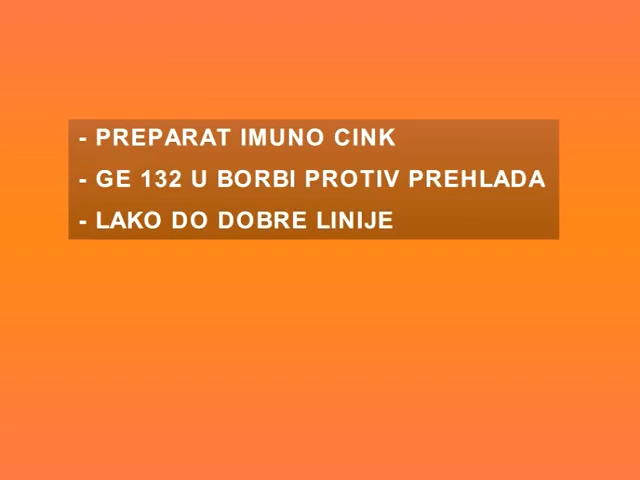 - PREPARAT IMUNO CINK
- GE 132 U BORBI PROTIV PREHLADA
- LAKO DO DOBRE LINIJE